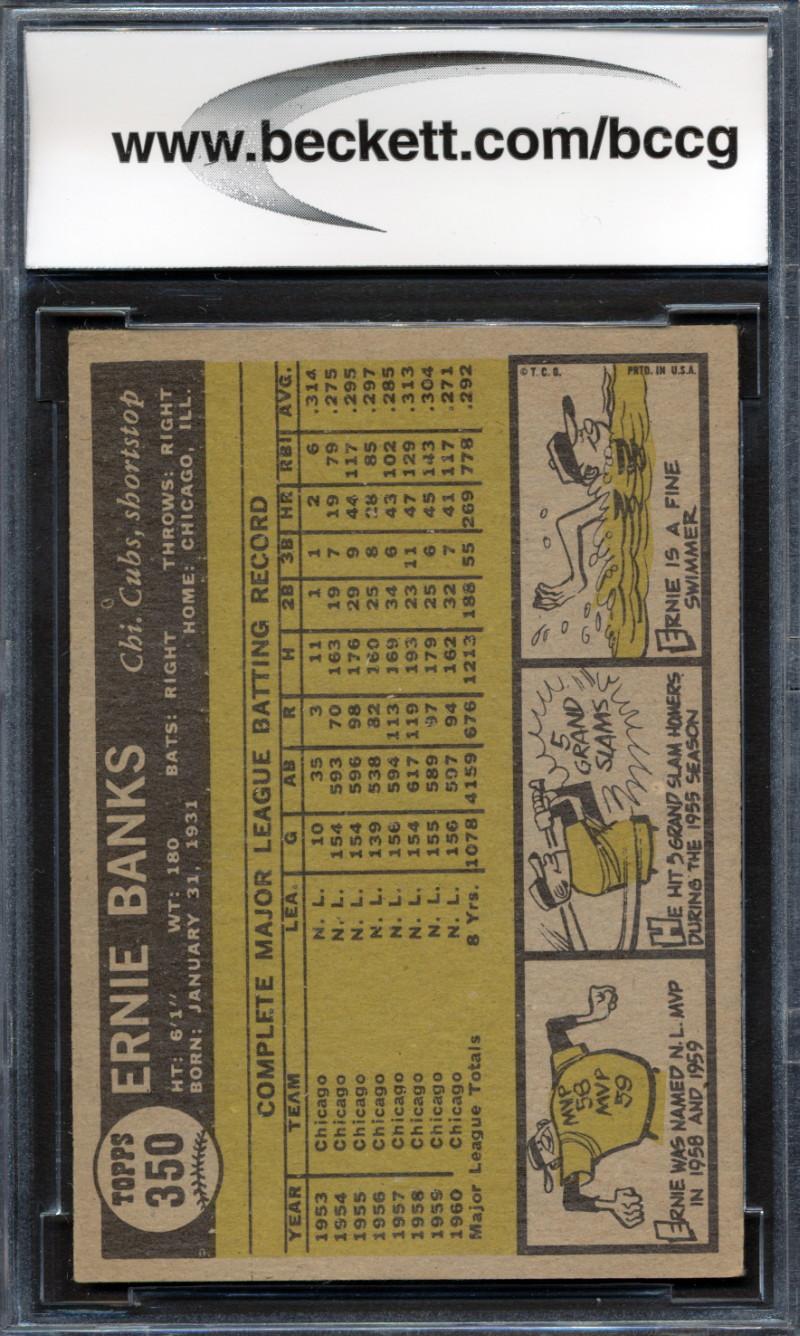 www.beckett.com/bccg
TOPPS
350
ERNIE BANKS Chi. Cubs, shortstop
HT: 6'1" WT: 180 BATS: RIGHT THROWS: RIGHT
BORN: JANUARY 31, 1931 HOME: CHICAGO, ILL.
COMPLETE MAJOR LEAGUE BATTING RECORD
YEAR TEAM LEA. G AB R H 2B 3B HR RBI AVG.
1953 Chicago N. L. 10 35 3 11 1 1 2 6 .314
1954 Chicago N. L. 154 593 70 163 19 7 19 79 .275
1955 Chicago N. L. 154 596 98 176 29 9 44 117 .295
1956 Chicago N. L. 139 538 82 160 25 8 28 85 .297
1957 Chicago N. L. 156 594 113 169 34 6 43 102 .285
1958 Chicago N. L. 154 617 119 193 23 11 47 129 .313
1959 Chicago N. L. 155 589 97 179 25 6 45 143 .304
1960 Chicago N. L. 156 597 94 162 32 7 41 117 .271
Major League Totals 8 Yrs. 1078 4159 676 1213 188 55 269 778 .292
MVP
58
MVP
59
ERNIE WAS NAMED N.L. MVP
IN 1958 AND 1959
5
GRAND
SLAMS
HE HIT 5 GRAND SLAM HOMERS
DURING THE 1955 SEASON
© T. C. G.
PRTD. IN U.S.A.
ERNIE IS A FINE
SWIMMER